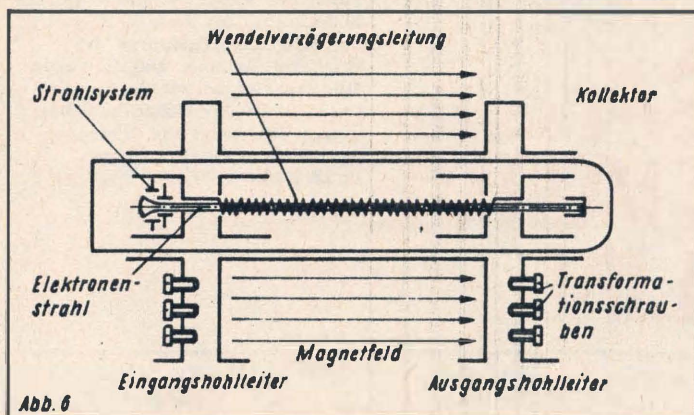 Wendelverzögerungsleitung
Strahlsystem
Kollektor
Elektronen-
strahl
Transforma-
tionsschrau-
ben
Magnetfeld
Eingangshohlleiter
Ausgangshohlleiter
Abb. 6